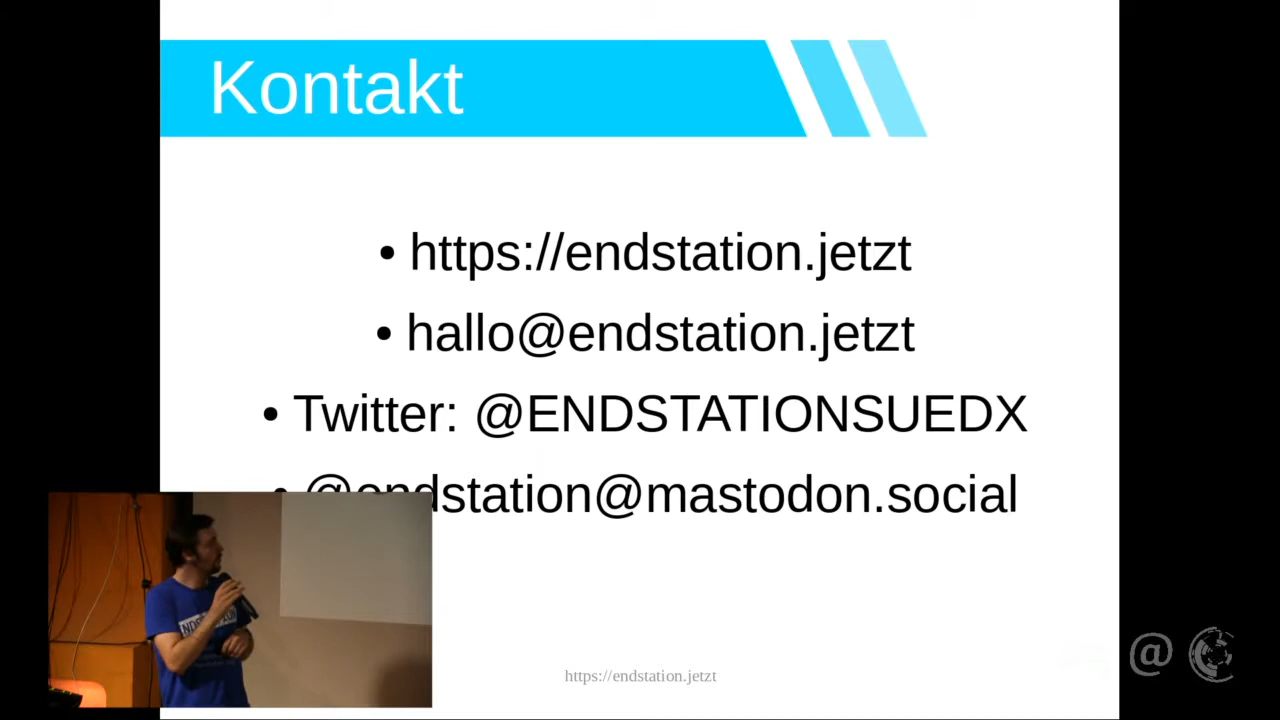 Kontakt
• https://endstation.jetzt
• hallo@endstation.jetzt
• Twitter: @ENDSTATIONSUEDX
• @endstation@mastodon.social
https://endstation.jetzt
@